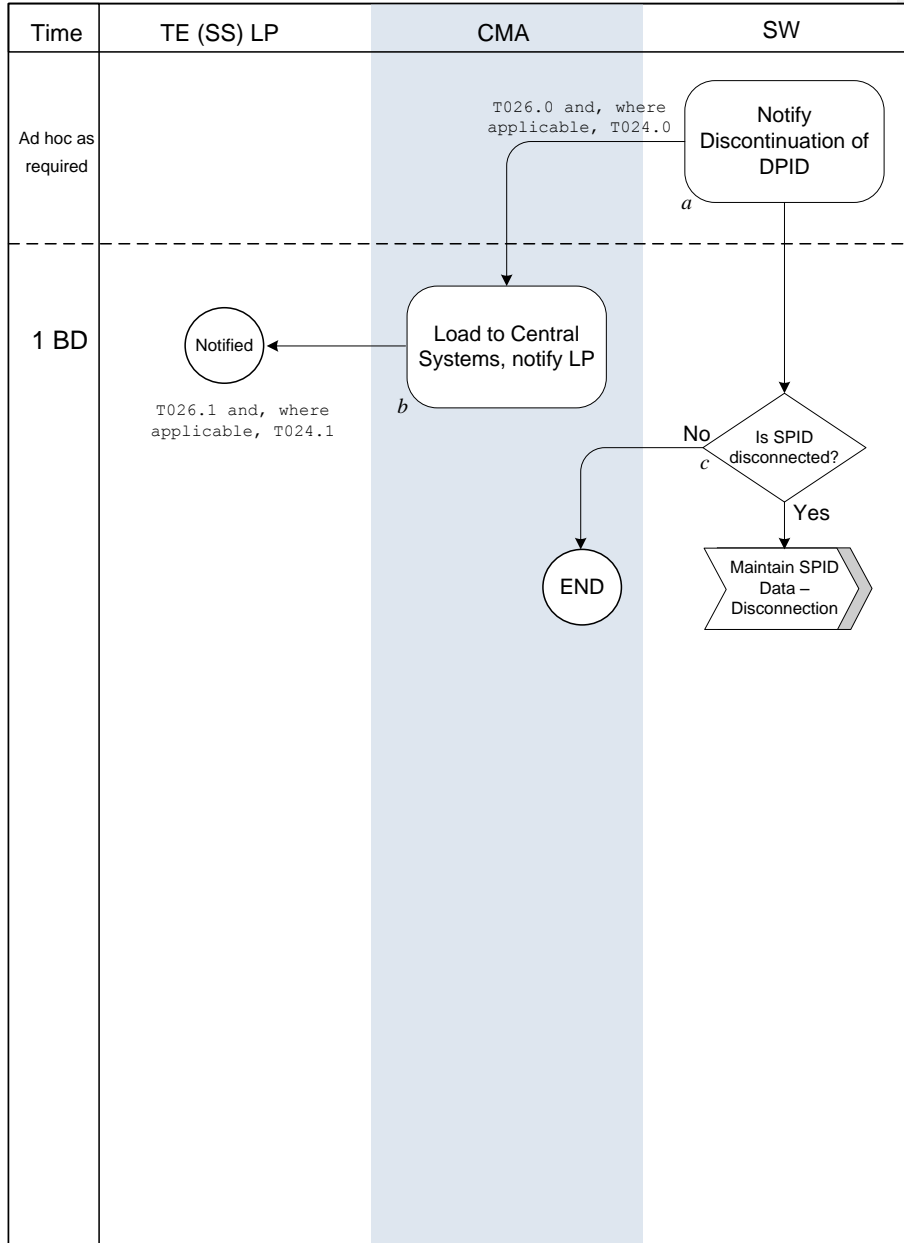 Time
TE (SS) LP
CMA
SW
Ad hoc as
required
T026.0 and, where
applicable, T024.0
Notify
Discontinuation of
DPID
a
1 BD
Notified
Load to Central
Systems, notify LP
b
T026.1 and, where
applicable, T024.1
No
c
Is SPID
disconnected?
Yes
END
Maintain SPID
Data –
Disconnection